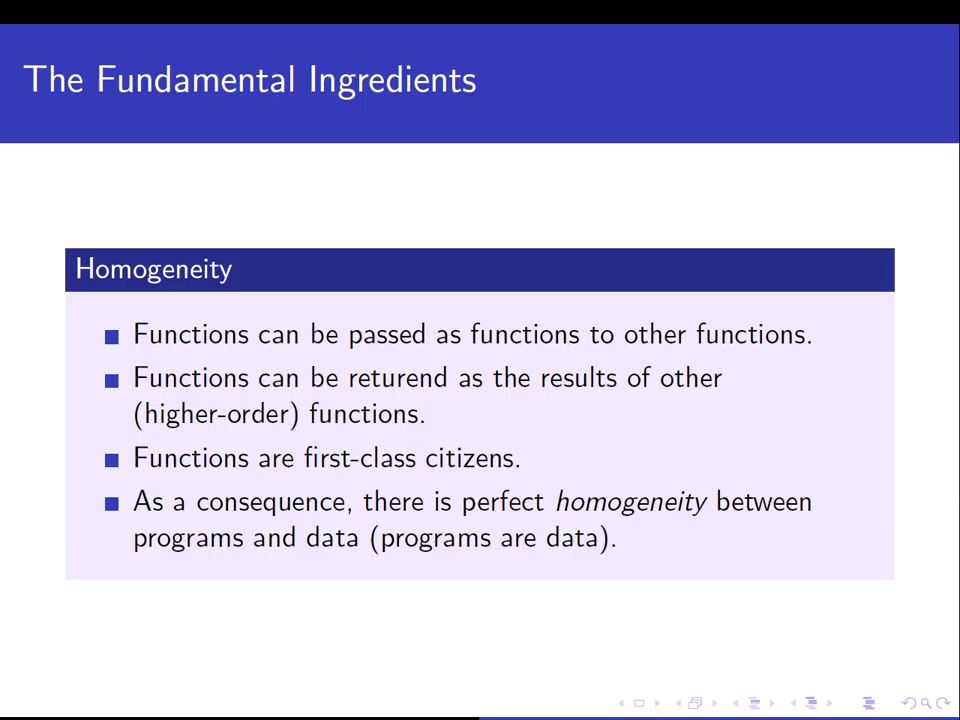 The Fundamental Ingredients
Homogeneity
Functions can be passed as functions to other functions.
Functions can be returend as the results of other
(higher-order) functions.
Functions are first-class citizens.
As a consequence, there is perfect homogeneity between
programs and data (programs are data).